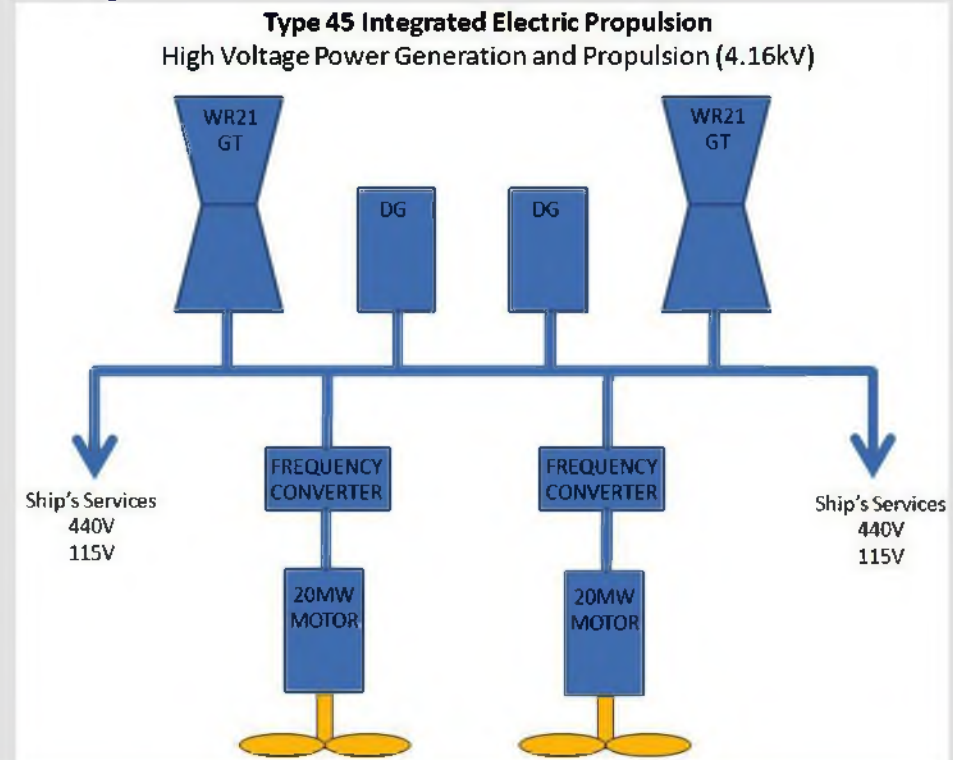 Type 45 Integrated Electric Propulsion
High Voltage Power Generation and Propulsion (4.16kV)
WR21
GT
DG
DG
WR21
GT
FREQUENCY
CONVERTER
FREQUENCY
CONVERTER
Ship's Services
440V
115V
Ship's Services
440V
115V
20MW
MOTOR
20MW
MOTOR